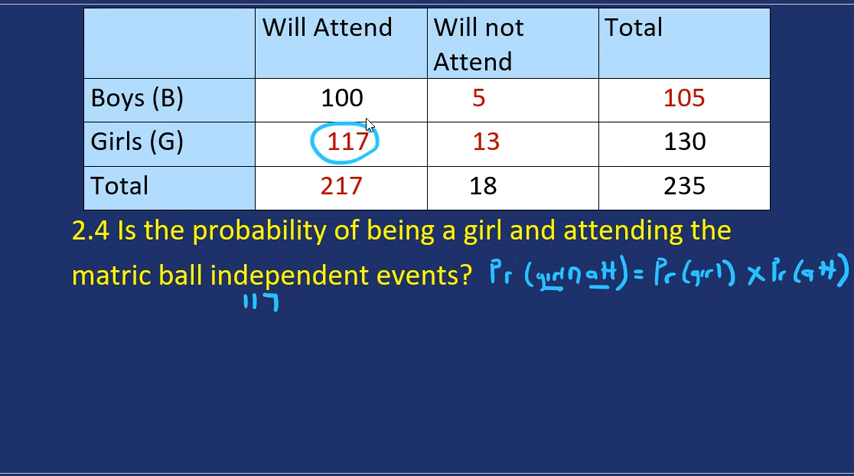 Will Attend Will not Attend Total
Boys (B) 100 5 105
Girls (G) 117 13 130
Total 217 18 235
2.4 Is the probability of being a girl and attending the
matric ball independent events? Pr (girl∩att) = Pr(girl) × Pr(att)
117